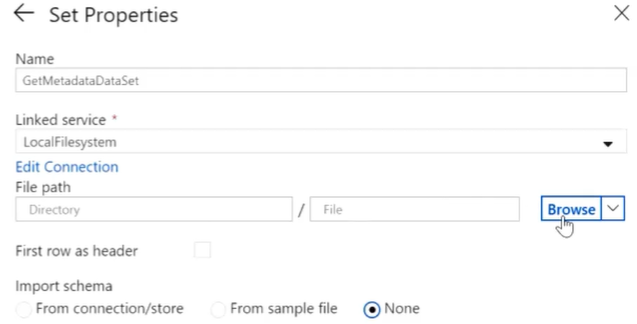 Set Properties
Name
GetMetadataDataSet
Linked service *
LocalFilesystem
Edit Connection
File path
Directory / File Browse
First row as header
Import schema
From connection/store From sample file None